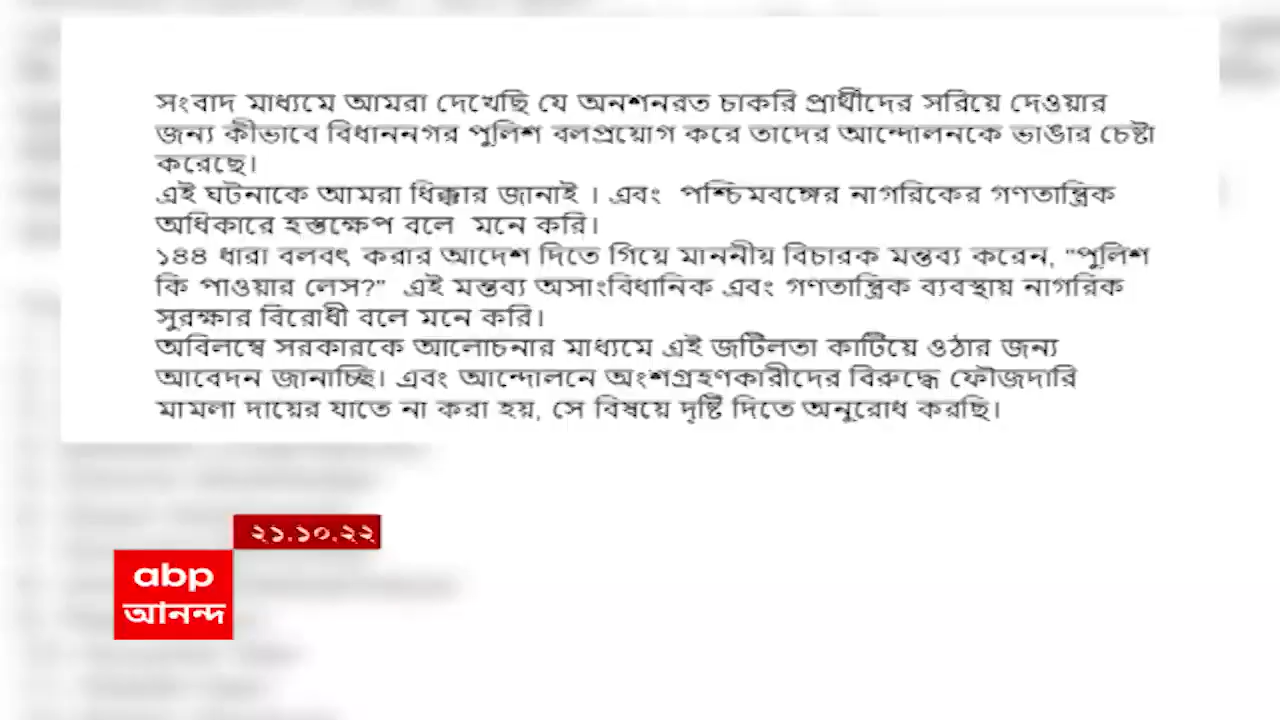 সংবাদ মাধ্যমে আমরা দেখেছি যে অনশনরত চাকরি প্রার্থীদের সরিয়ে দেওয়ার
জন্য কীভাবে বিধাননগর পুলিশ বলপ্রয়োগ করে তাদের আন্দোলনকে ভাঙার চেষ্টা
করেছে।
এই ঘটনাকে আমরা ধিক্কার জানাই । এবং পশ্চিমবঙ্গের নাগরিকের গণতান্ত্রিক
অধিকারে হস্তক্ষেপ বলে মনে করি।
১৪৪ ধারা বলবৎ করার আদেশ দিতে গিয়ে মাননীয় বিচারক মন্তব্য করেন, "পুলিশ
কি পাওয়ার লেস?" এই মন্তব্য অসাংবিধানিক এবং গণতান্ত্রিক ব্যবস্থায় নাগরিক
সুরক্ষার বিরোধী বলে মনে করি।
অবিলম্বে সরকারকে আলোচনার মাধ্যমে এই জটিলতা কাটিয়ে ওঠার জন্য
আবেদন জানাচ্ছি। এবং আন্দোলনে অংশগ্রহণকারীদের বিরুদ্ধে ফৌজদারি
মামলা দায়ের যাতে না করা হয়, সে বিষয়ে দৃষ্টি দিতে অনুরোধ করছি।
২১.১০.২২
abp
আনন্দ